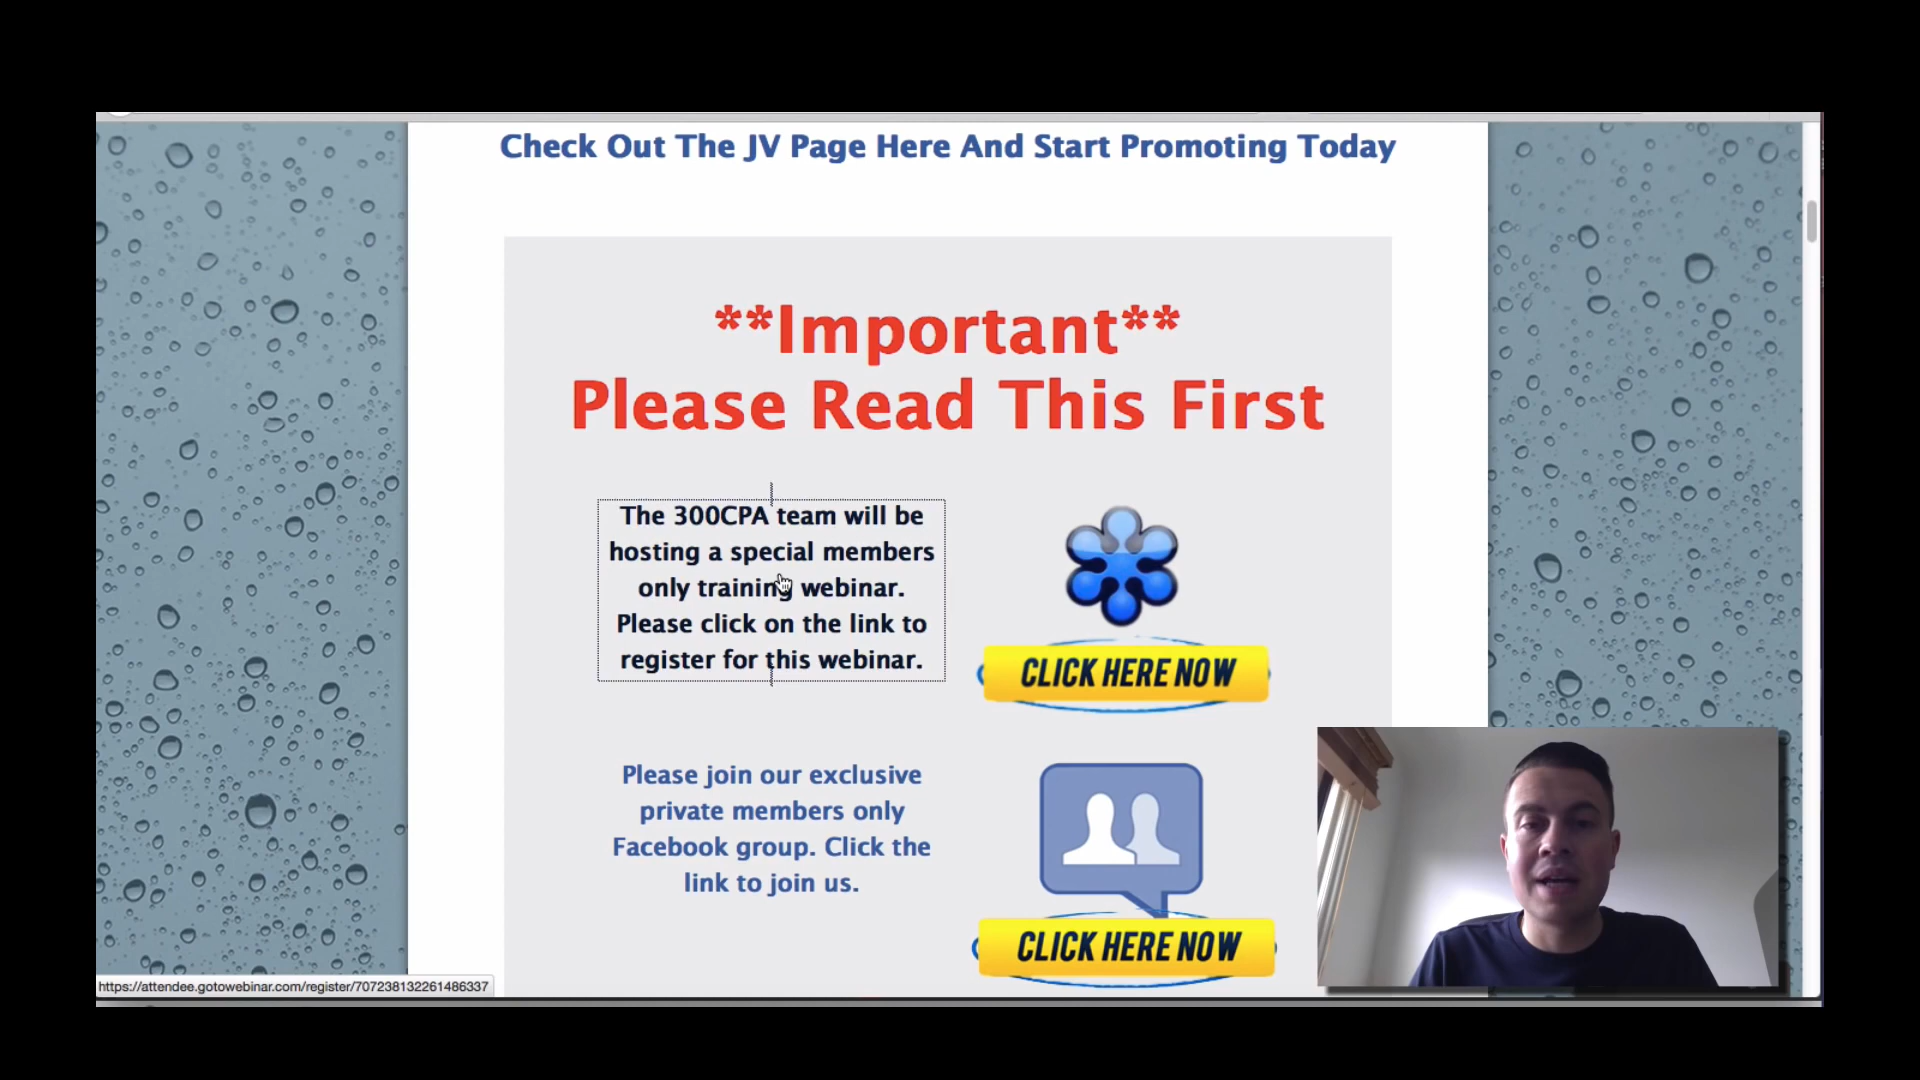 Check Out The JV Page Here And Start Promoting Today
**Important**
Please Read This First
The 300CPA team will be
hosting a special members
only training webinar.
Please click on the link to
register for this webinar.
CLICK HERE NOW
Please join our exclusive
private members only
Facebook group. Click the
link to join us.
CLICK HERE NOW
https://attendee.gotowebinar.com/register/707238132261486337